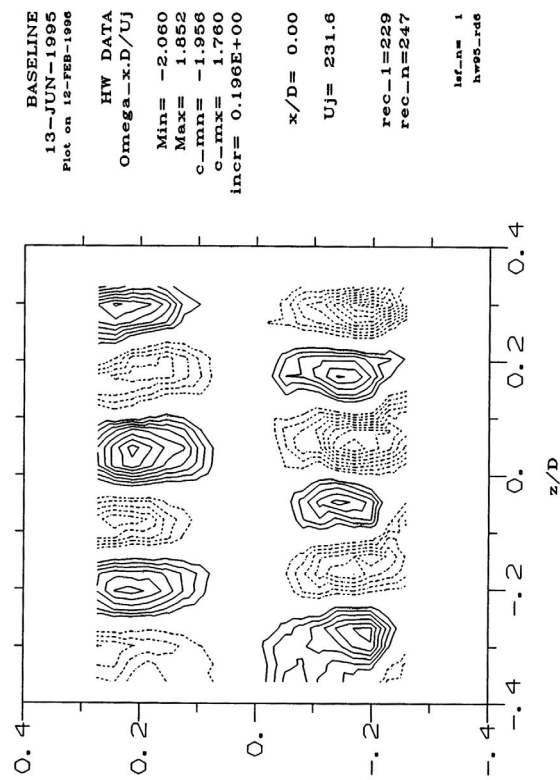 BASELINE
13-JUN-1995
Plot on 12-FEB-1996
HW DATA
Omega_x.D/Uj
Min= -2.060
Max= 1.852
c_mn= -1.956
c_mx= 1.760
incr= 0.196E+00
x/D= 0.00
Uj= 231.6
rec_1=229
rec_n=247
lsf_n= 1
hw95_rd6
0.4
0.2
0.
-.2
-.4
-.4
-.2
0.
0.2
0.4
z/D